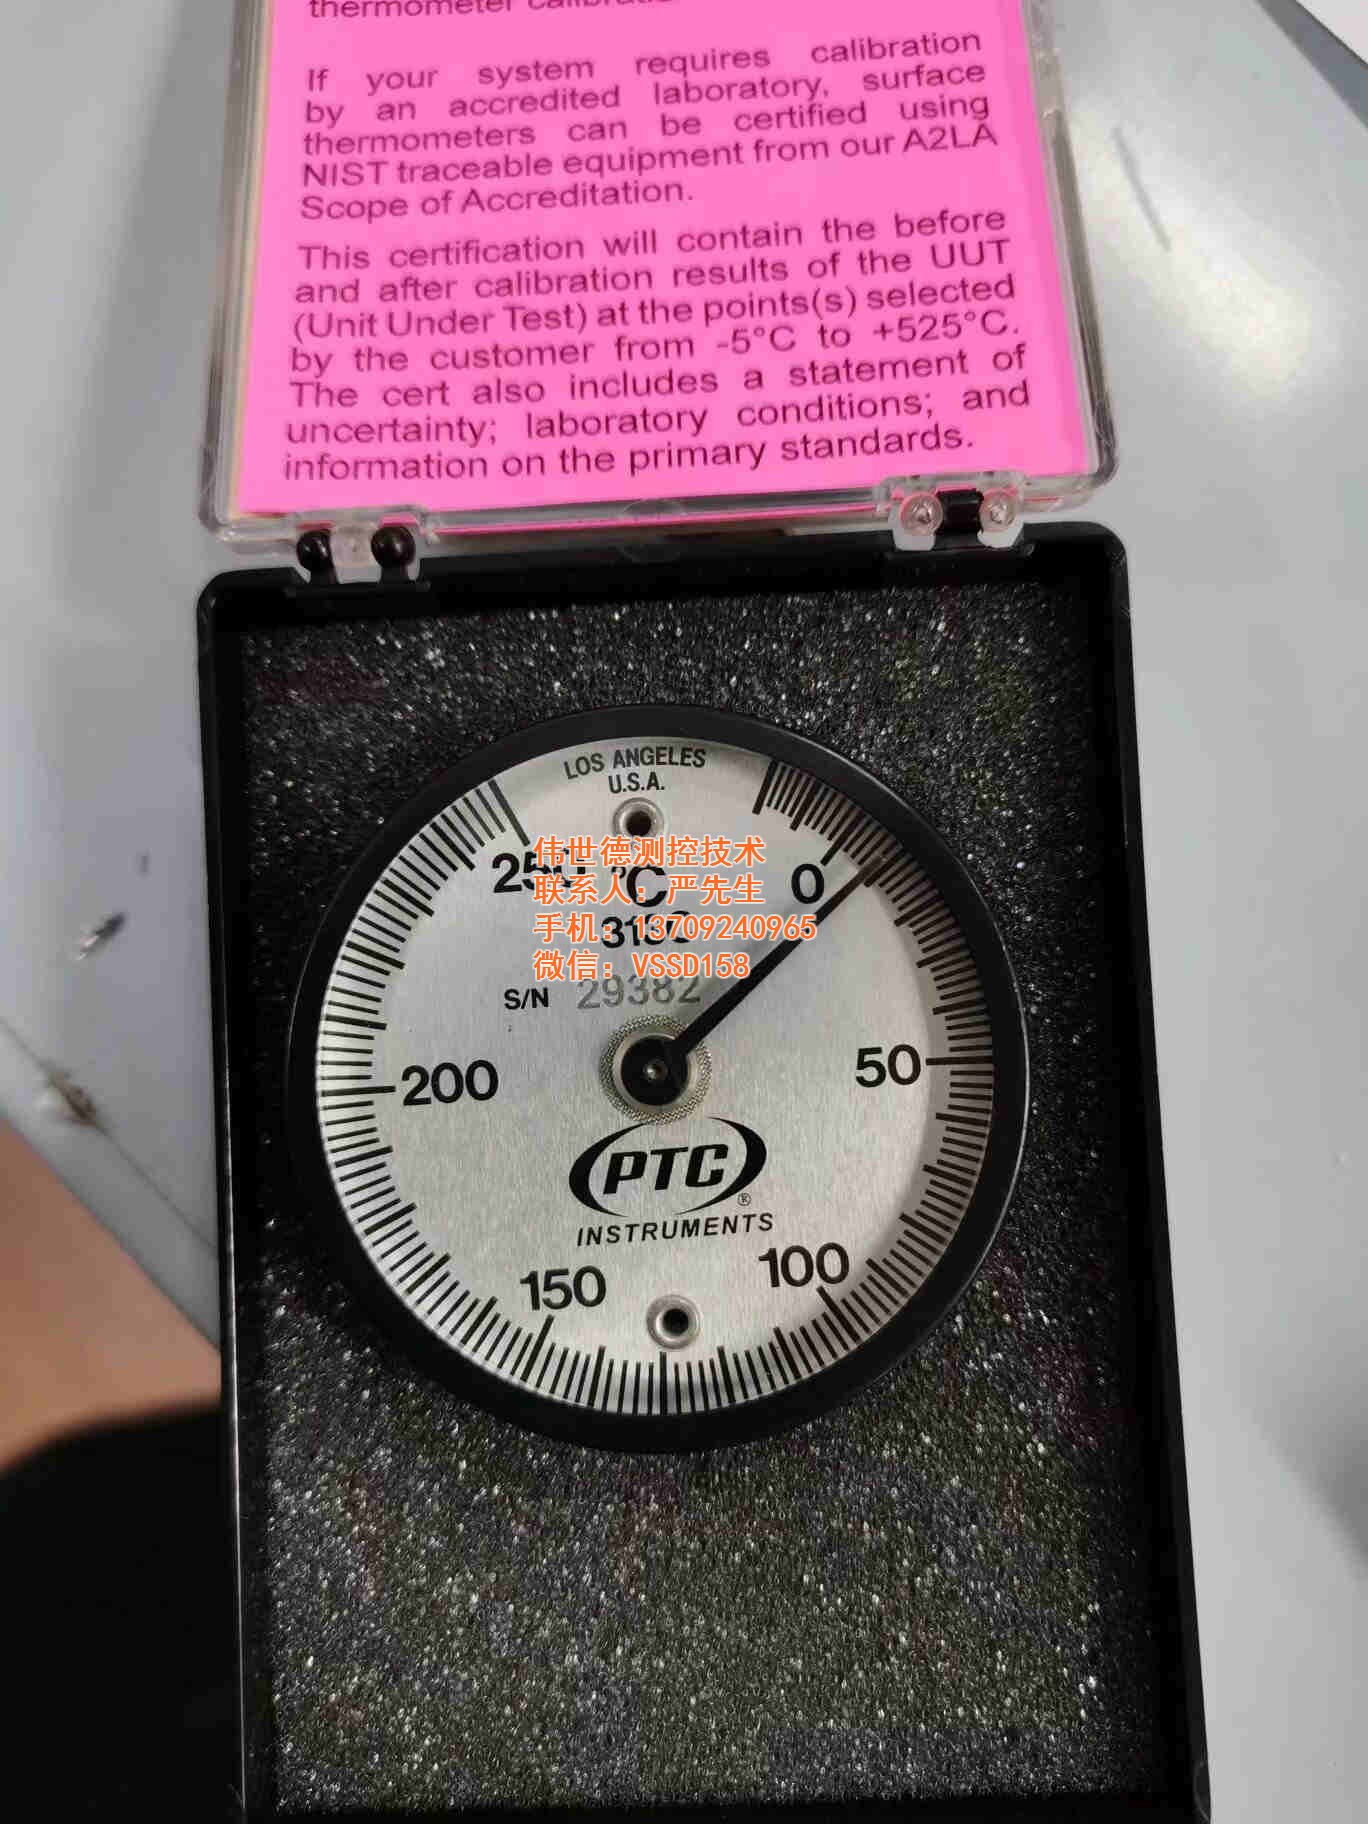 thermometer
If your system requires calibration
by an accredited laboratory, surface
thermometers can be certified using
NIST traceable equipment from our A2LA
Scope of Accreditation.
This certification will contain the before
and after calibration results of the UUT
(Unit Under Test) at the points(s) selected
by the customer from -5°C to +525°C.
The cert also includes a statement of
uncertainty; laboratory conditions; and
information on the primary standards.
LOS ANGELES
U.S.A.
伟世德测控技术
250 °C 0
联系人：严先生
手机：13709240965
微信：VSSD158
S/N 29382
50
200
PTC
®
INSTRUMENTS
150 100